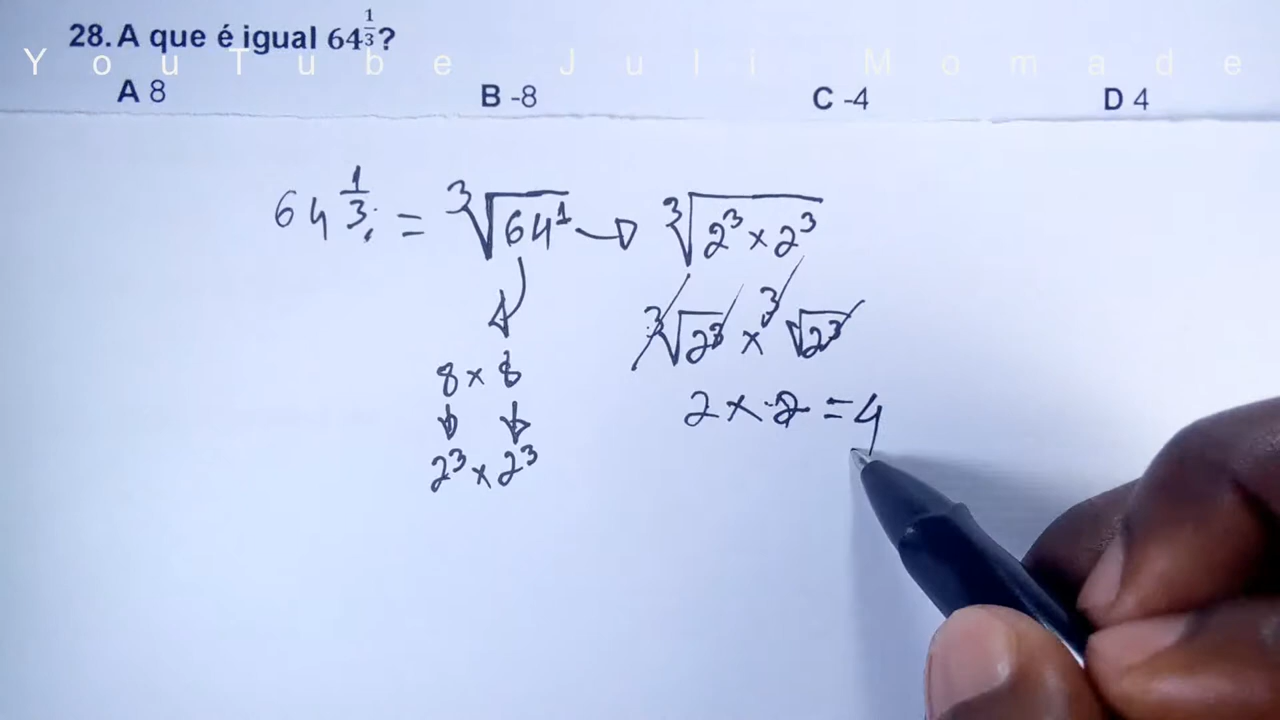 28. A que é igual 64^{1/3}?
YouTube Juli Momade
A 8 B -8 C -4 D 4
64^{1/3}; = ∛64¹ → ∛2³ × 2³
∛2³ × ∛2³
8 × 8
2 × 2 = 4
2³ × 2³